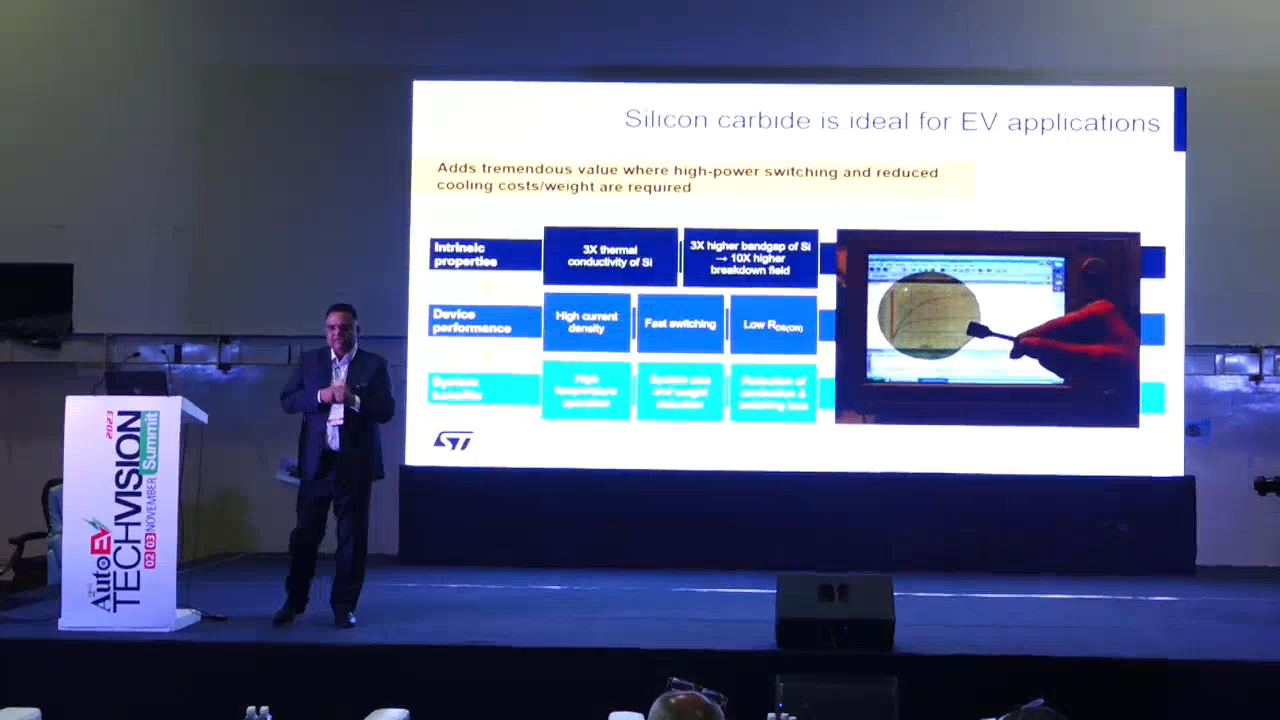 Silicon carbide is ideal for EV applications
Adds tremendous value where high-power switching and reduced
cooling costs/weight are required
Intrinsic
properties
3X thermal
conductivity of Si
3X higher bandgap of Si
→ 10X higher
breakdown field
Device
performance
High current
density
Fast switching
Low RDS(ON)
System
benefits
High
temperature
operation
System size
and weight
reduction
Reduction of
conduction &
switching loss
ST
AutoEV
TECHVISION
2023
Summit
02 03 NOVEMBER